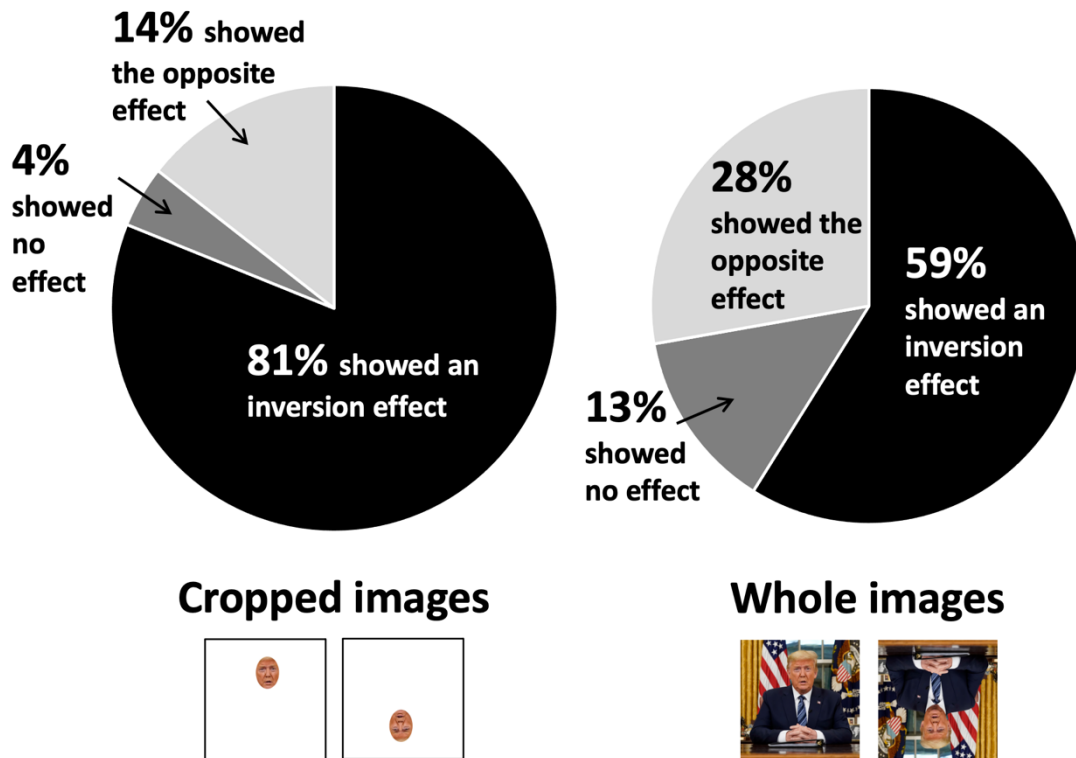 14% showed
the opposite
effect
4%
showed
no
effect
81% showed an
inversion effect
28%
showed the
opposite
effect
59%
showed an
inversion
effect
13%
showed
no effect
Cropped images
Whole images